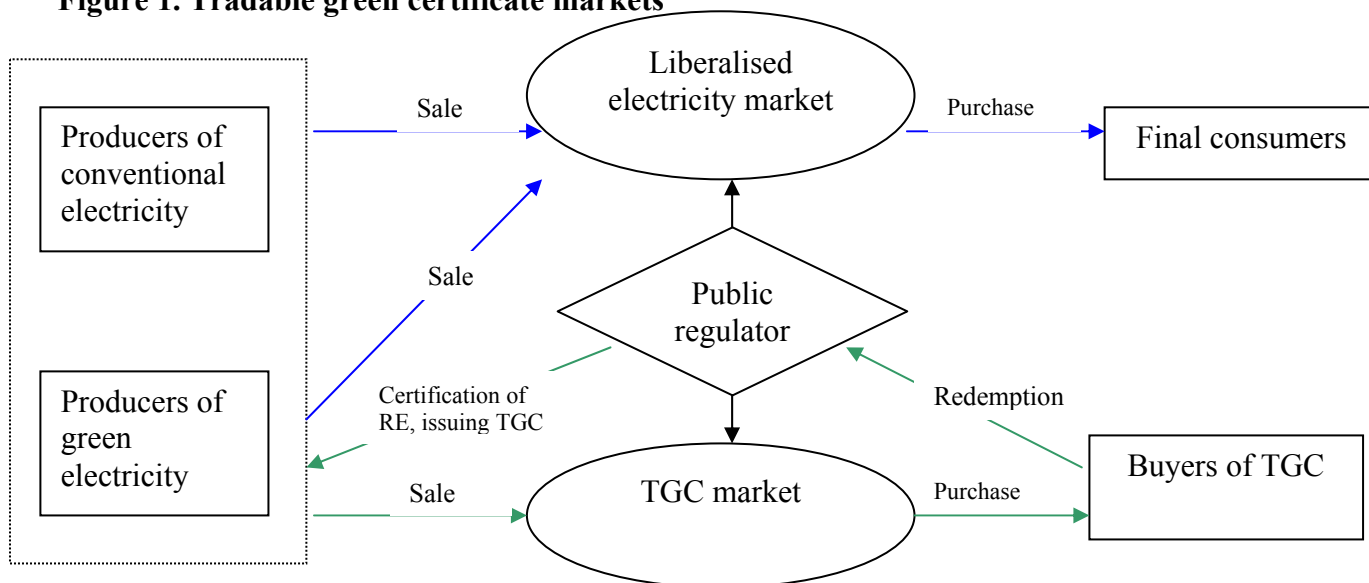 Figure 1. Tradable green certificate markets
Liberalised
electricity market
Sale
Purchase
Producers of
conventional
electricity
Final consumers
Sale
Public
regulator
Certification of
RE, issuing TGC
Redemption
Producers of
green
electricity
Buyers of TGC
Sale
TGC market
Purchase